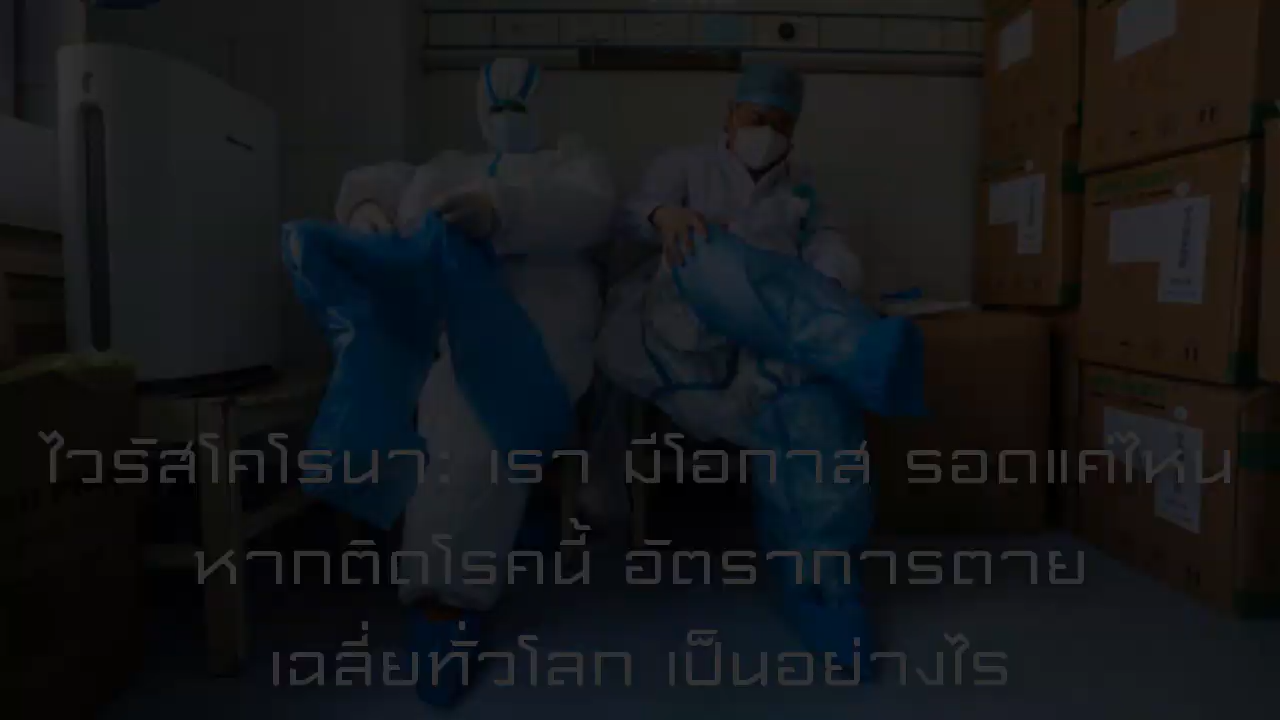 ไวรัสโคโรนา: เรา มีโอกาส รอดแค่ไหน
หากติดโรคนี้ อัตราการตาย
เฉลี่ยทั่วโลก เป็นอย่างไร